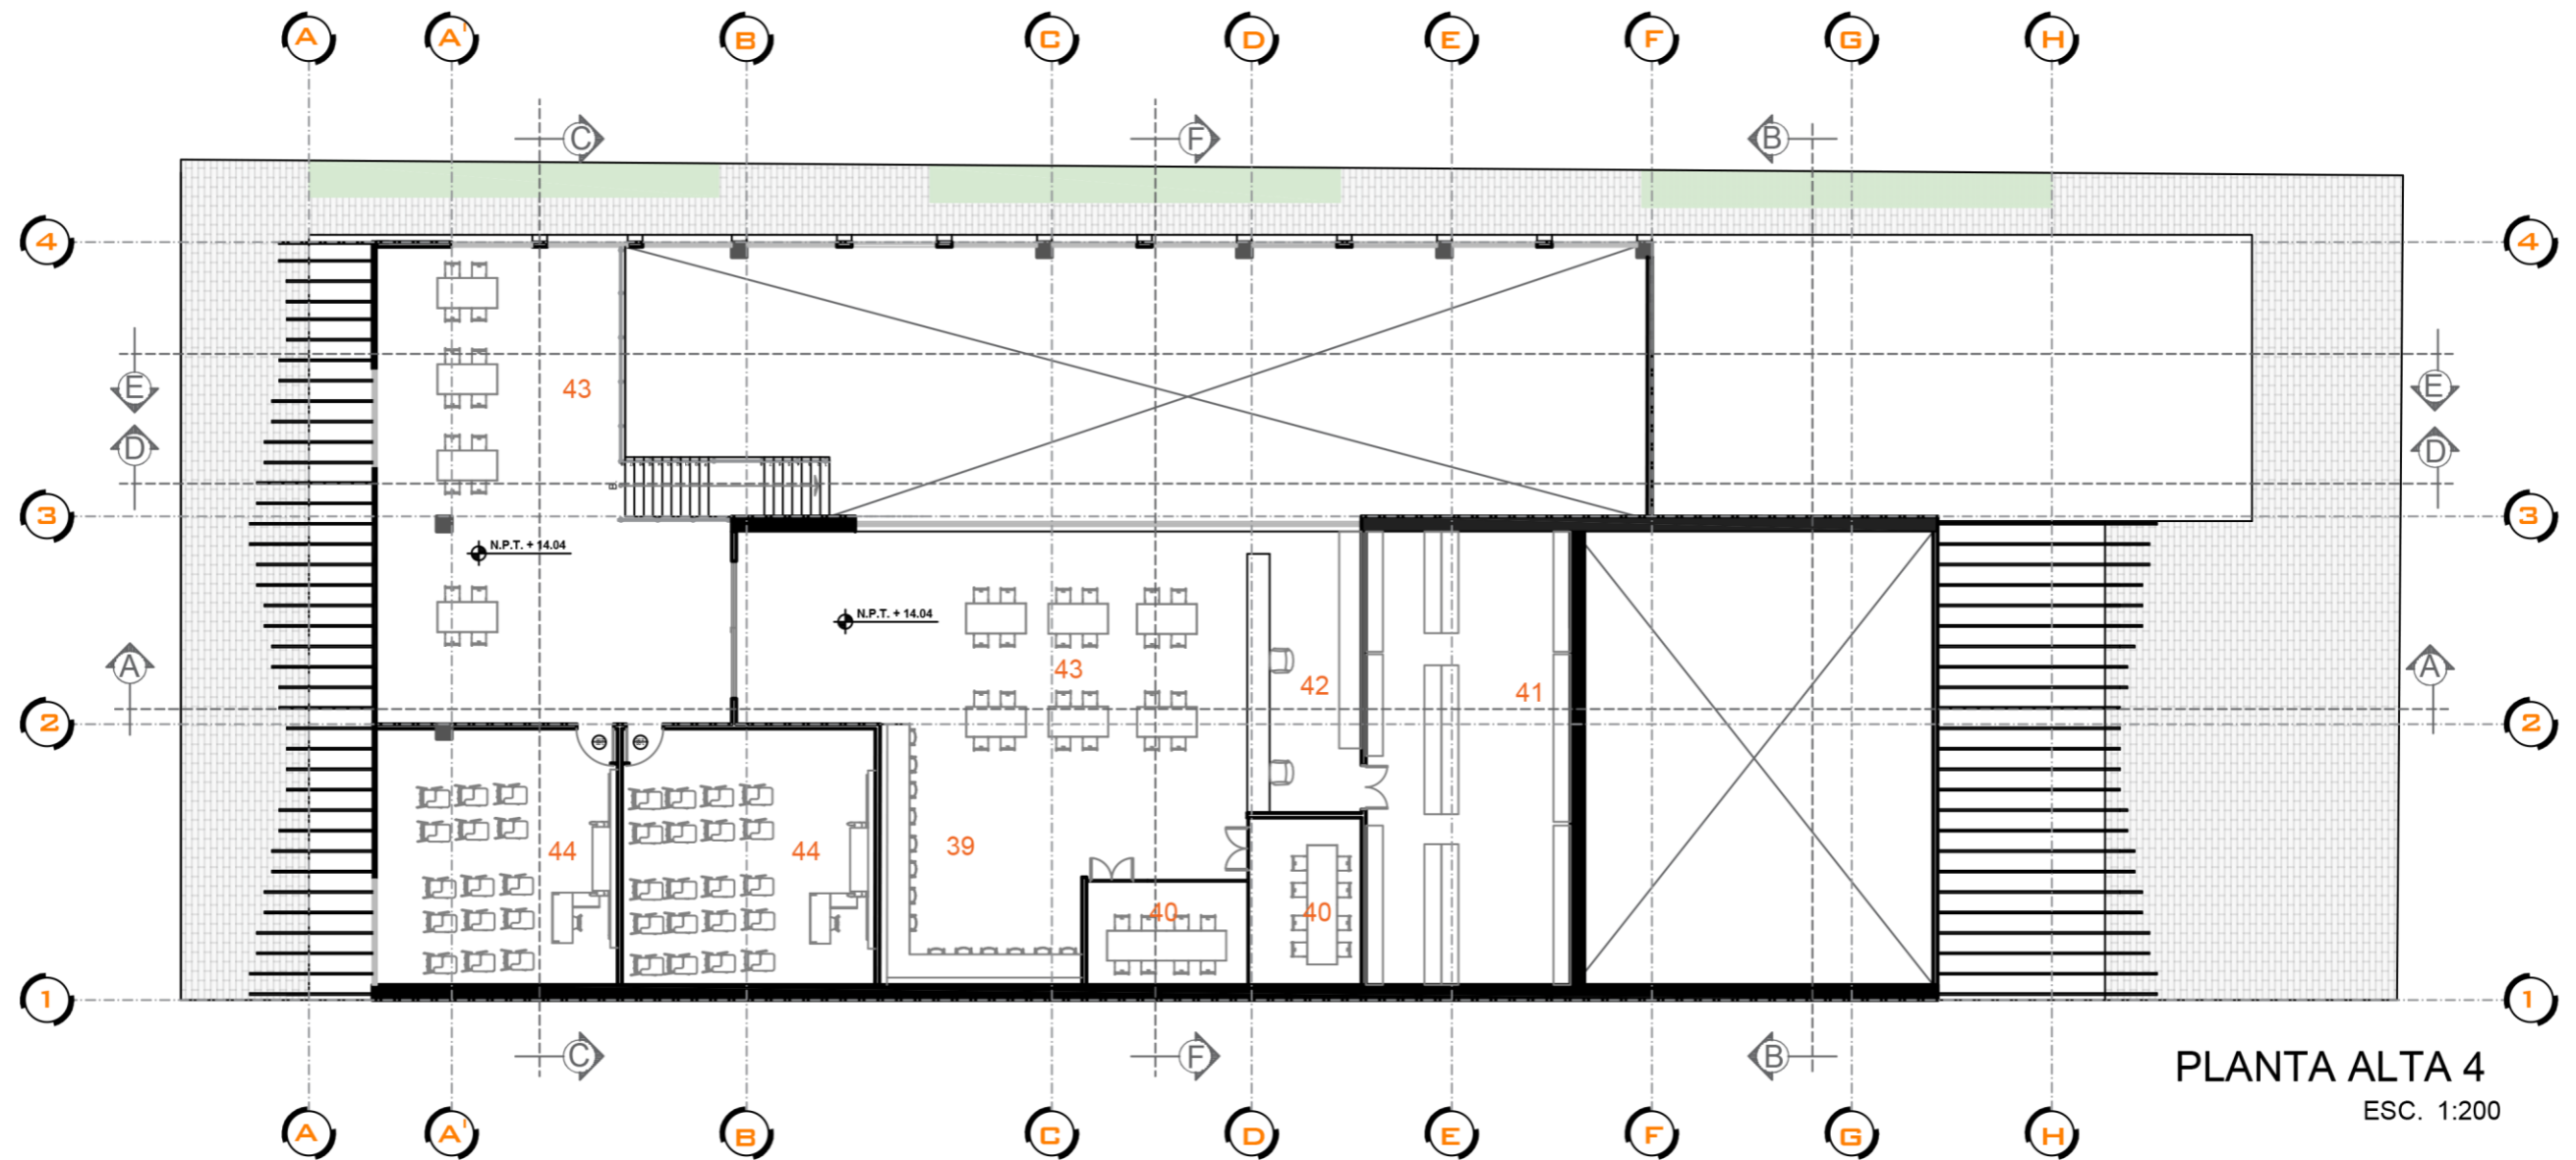 A A' B C D E F G H
C F B
4 4
E E
43
D D
3 3
N.P.T. + 14.04
N.P.T. + 14.04
A 43 42 41 A
2 2
44 44 39
40 40
1 1
C F B
PLANTA ALTA 4
ESC. 1:200
A A' B C D E F G H